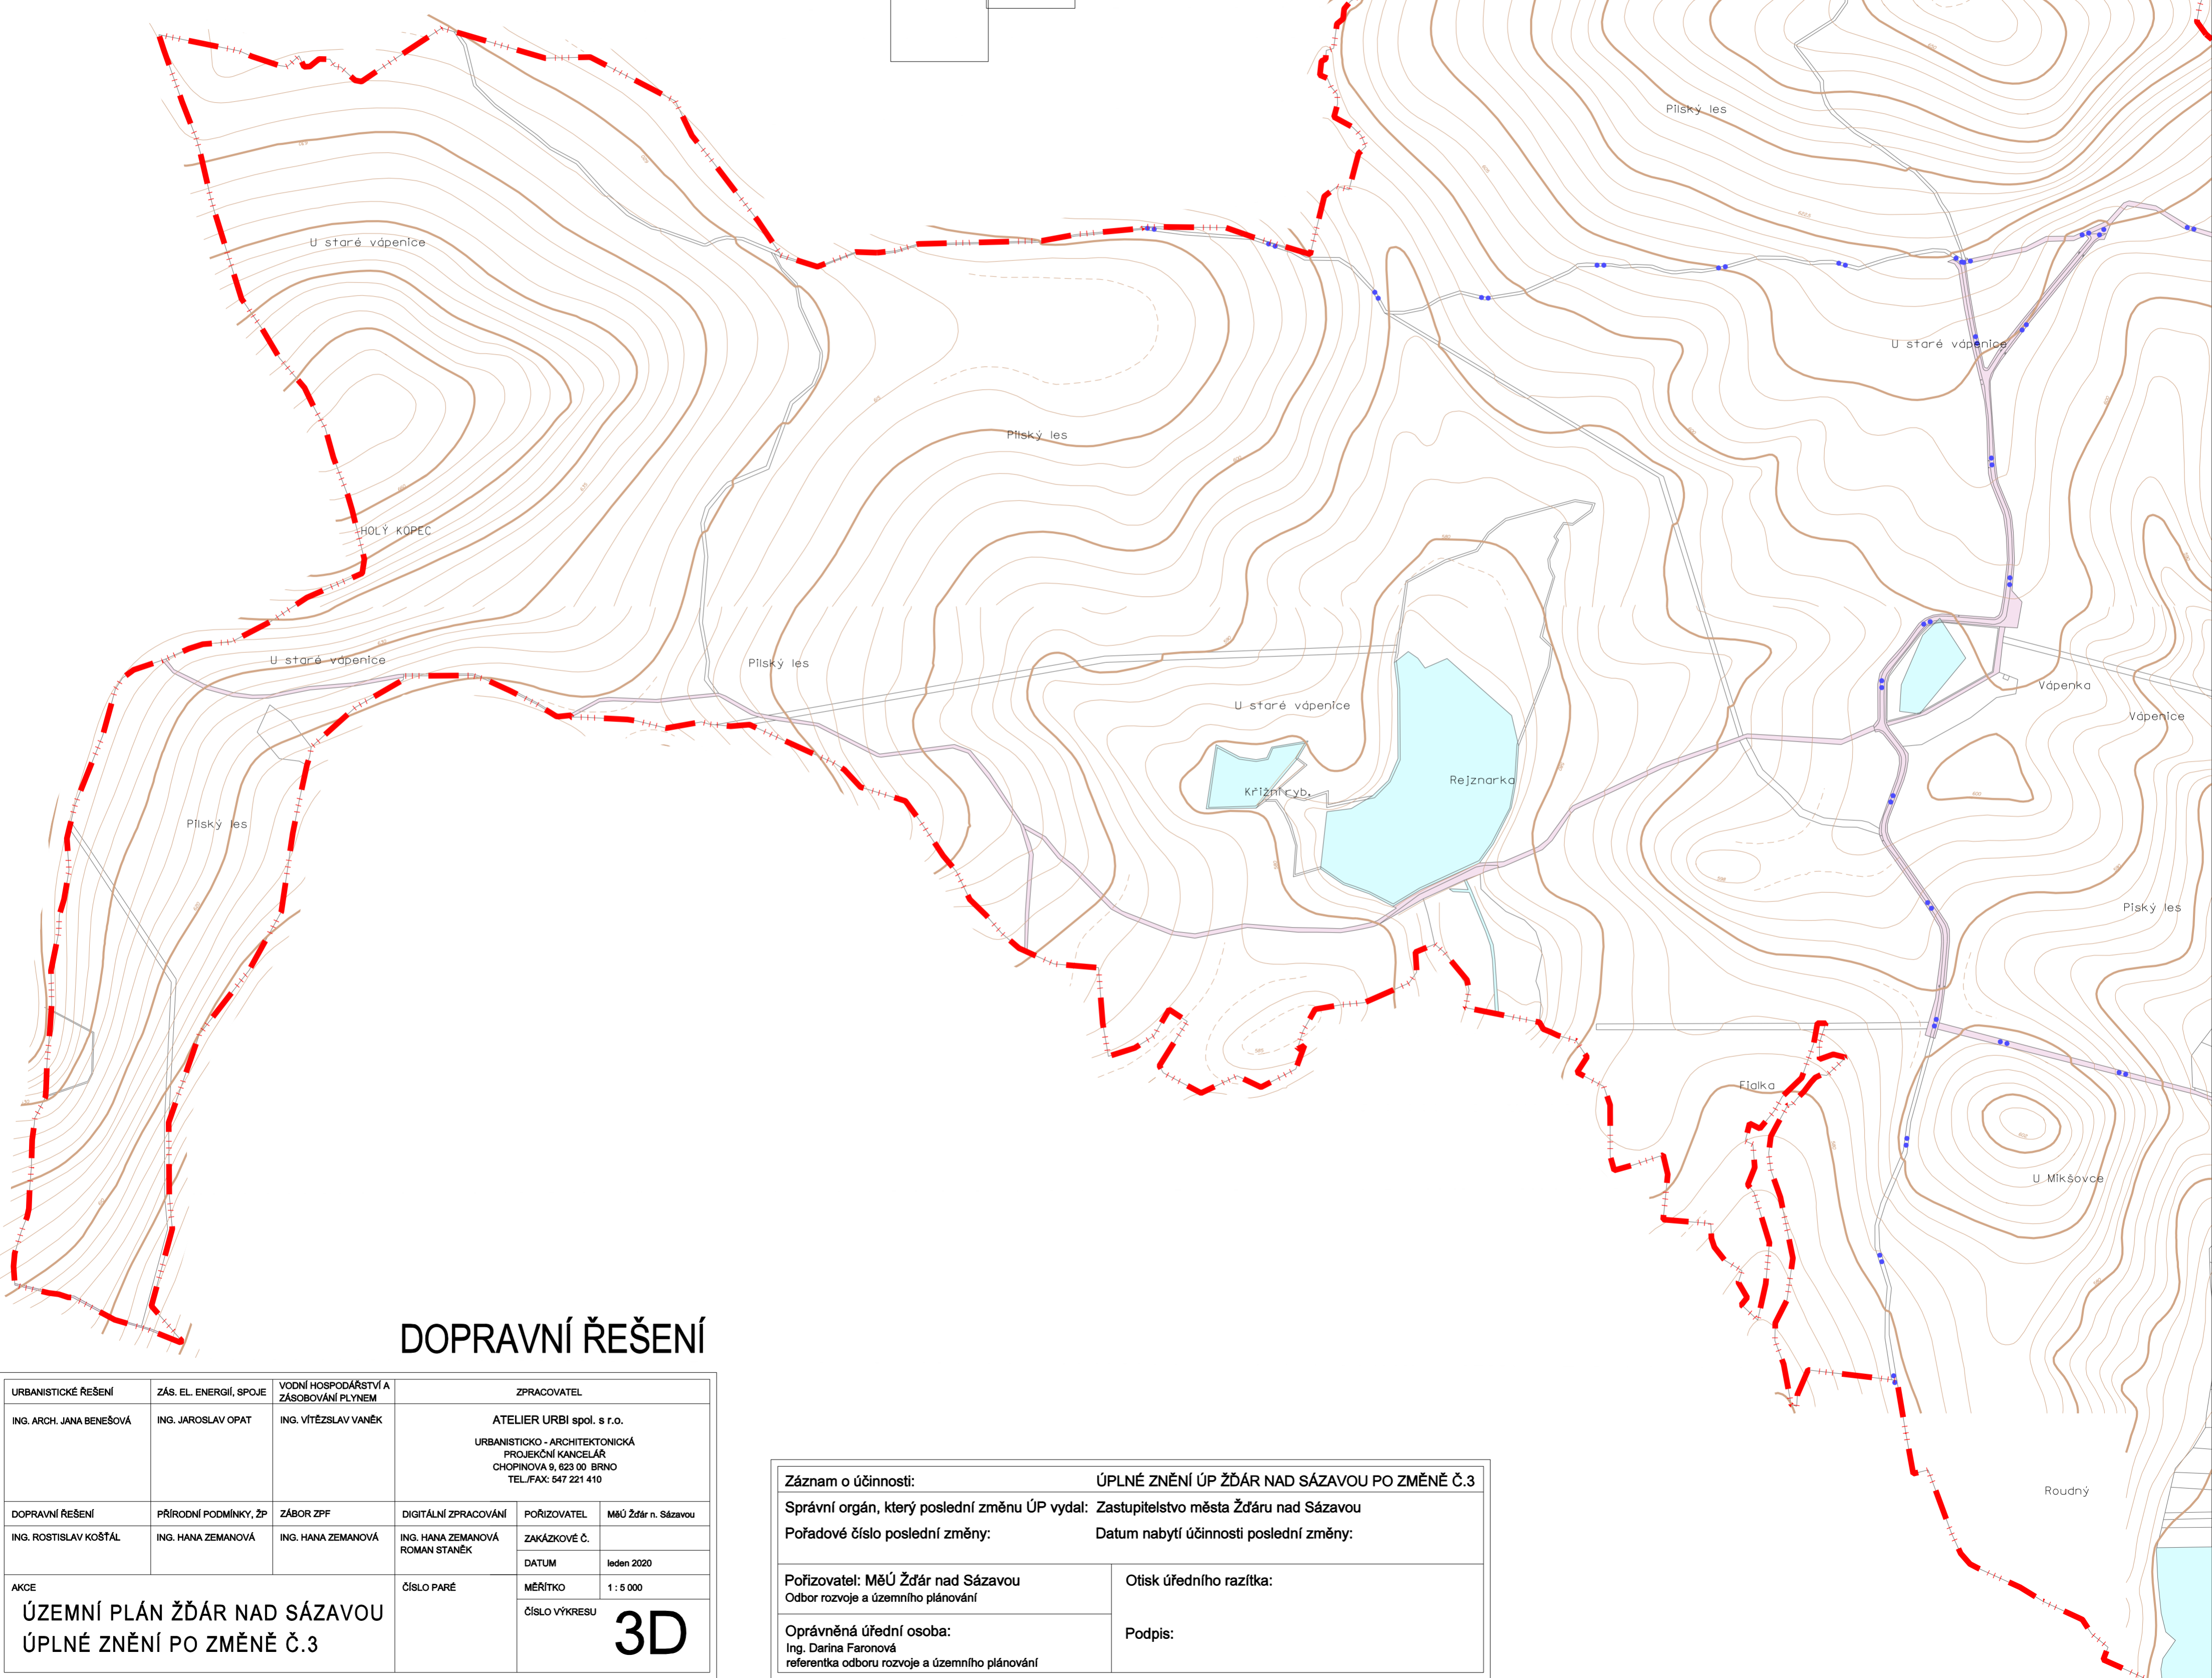 Pílský les
U staré vápenice
U staré vápenice
Pílský les
HOLÝ KOPEC
U staré vápenice
Pílský les
Vápenka
U staré vápenice
Vápenice
Rejznarka
Křížní ryb.
Pílský les
Pílský les
Fialka
U Mikšovce
Roudný
DOPRAVNÍ ŘEŠENÍ
URBANISTICKÉ ŘEŠENÍ
ZÁS. EL. ENERGIÍ, SPOJE
VODNÍ HOSPODÁŘSTVÍ A
ZÁSOBOVÁNÍ PLYNEM
ZPRACOVATEL
ING. ARCH. JANA BENEŠOVÁ
ING. JAROSLAV OPAT
ING. VÍTĚZSLAV VANĚK
ATELIER URBI spol. s r.o.
URBANISTICKO - ARCHITEKTONICKÁ
PROJEKČNÍ KANCELÁŘ
CHOPINOVA 9, 623 00 BRNO
TEL./FAX: 547 221 410
DOPRAVNÍ ŘEŠENÍ
PŘÍRODNÍ PODMÍNKY, ŽP
ZÁBOR ZPF
DIGITÁLNÍ ZPRACOVÁNÍ
POŘIZOVATEL
MěÚ Žďár n. Sázavou
ING. ROSTISLAV KOŠŤÁL
ING. HANA ZEMANOVÁ
ING. HANA ZEMANOVÁ
ING. HANA ZEMANOVÁ
ROMAN STANĚK
ZAKÁZKOVÉ Č.
DATUM
leden 2020
AKCE
ČÍSLO PARÉ
MĚŘÍTKO
1 : 5 000
ÚZEMNÍ PLÁN ŽĎÁR NAD SÁZAVOU
ÚPLNÉ ZNĚNÍ PO ZMĚNĚ Č.3
ČÍSLO VÝKRESU
3D
Záznam o účinnosti:
ÚPLNÉ ZNĚNÍ ÚP ŽĎÁR NAD SÁZAVOU PO ZMĚNĚ Č.3
Správní orgán, který poslední změnu ÚP vydal: Zastupitelstvo města Žďáru nad Sázavou
Pořadové číslo poslední změny:
Datum nabytí účinnosti poslední změny:
Pořizovatel: MěÚ Žďár nad Sázavou
Odbor rozvoje a územního plánování
Otisk úředního razítka:
Oprávněná úřední osoba:
Ing. Darina Faronová
referentka odboru rozvoje a územního plánování
Podpis: